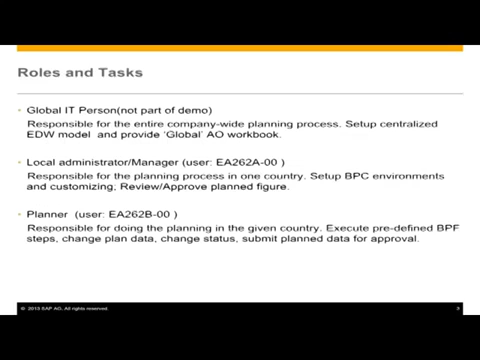 Roles and Tasks
• Global IT Person(not part of demo)
Responsible for the entire company-wide planning process. Setup centralized
EDW model and provide ‘Global’ AO workbook.
• Local administrator/Manager (user: EA262A-00 )
Responsible for the planning process in one country. Setup BPC environments
and customizing; Review/Approve planned figure.
• Planner (user: EA262B-00 )
Responsible for doing the planning in the given country. Execute pre-defined BPF
steps, change plan data, change status, submit planned data for approval.
© 2013 SAP AG. All rights reserved. 3